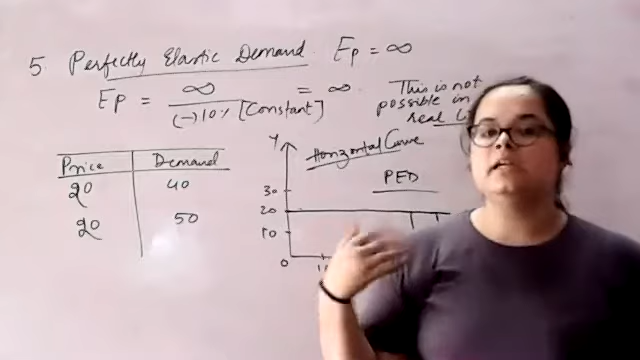 5. Perfectly Elastic Demand. Ep = ∞
Ep = ∞ / (-) 10% [Constant] = ∞.
This is not
possible in
real
Price Demand
20 40
20 50
Y
Horizontal Curve
PED
30
20
10
0